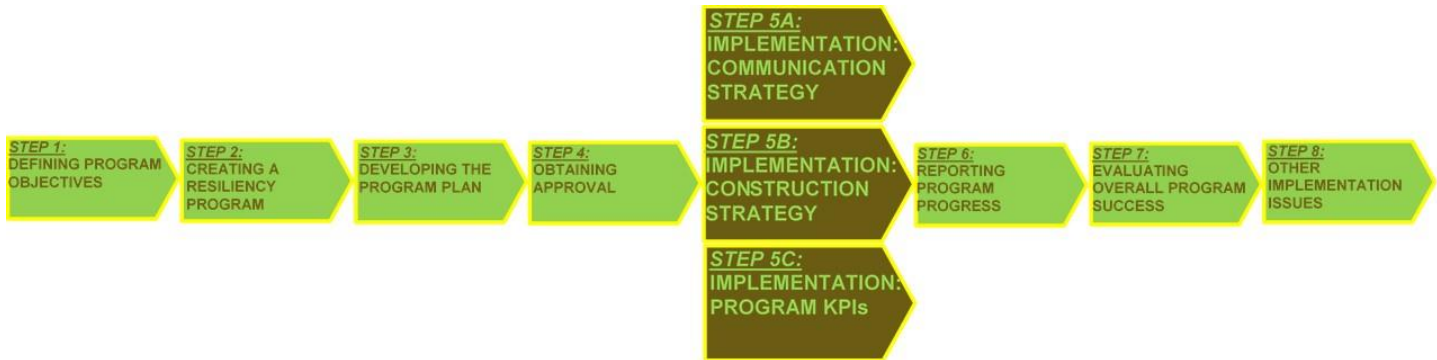 STEP 1:
DEFINING PROGRAM
OBJECTIVES
STEP 2:
CREATING A
RESILIENCY
PROGRAM
STEP 3:
DEVELOPING THE
PROGRAM PLAN
STEP 4:
OBTAINING
APPROVAL
STEP 5A:
IMPLEMENTATION:
COMMUNICATION
STRATEGY
STEP 5B:
IMPLEMENTATION:
CONSTRUCTION
STRATEGY
STEP 5C:
IMPLEMENTATION:
PROGRAM KPIs
STEP 6:
REPORTING
PROGRAM
PROGRESS
STEP 7:
EVALUATING
OVERALL PROGRAM
SUCCESS
STEP 8:
OTHER
IMPLEMENTATION
ISSUES